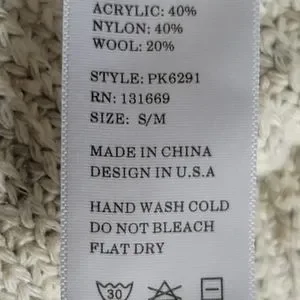 ACRYLIC: 40%
NYLON: 40%
WOOL: 20%
STYLE: PK6291
RN: 131669
SIZE: S/M
MADE IN CHINA
DESIGN IN U.S.A
HAND WASH COLD
DO NOT BLEACH
FLAT DRY
30